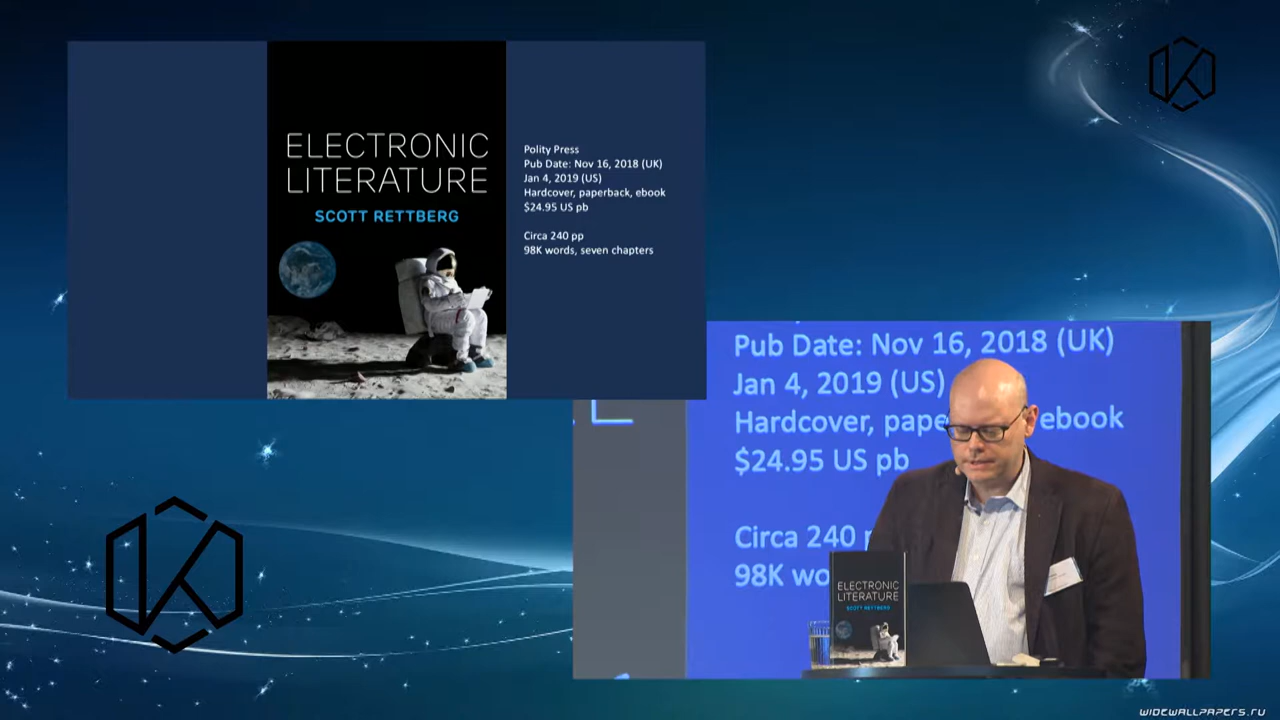 ELECTRONIC
LITERATURE
SCOTT RETTBERG
Polity Press
Pub Date: Nov 16, 2018 (UK)
Jan 4, 2019 (US)
Hardcover, paperback, ebook
$24.95 US pb
Circa 240 pp
98K words, seven chapters
Pub Date: Nov 16, 2018 (UK)
Jan 4, 2019 (US)
Hardcover, pape ebook
$24.95 US pb
Circa 240 p
98K wo
ELECTRONIC
LITERATURE
SCOTT RETTBERG
WIDEWALLPAPERS.RU